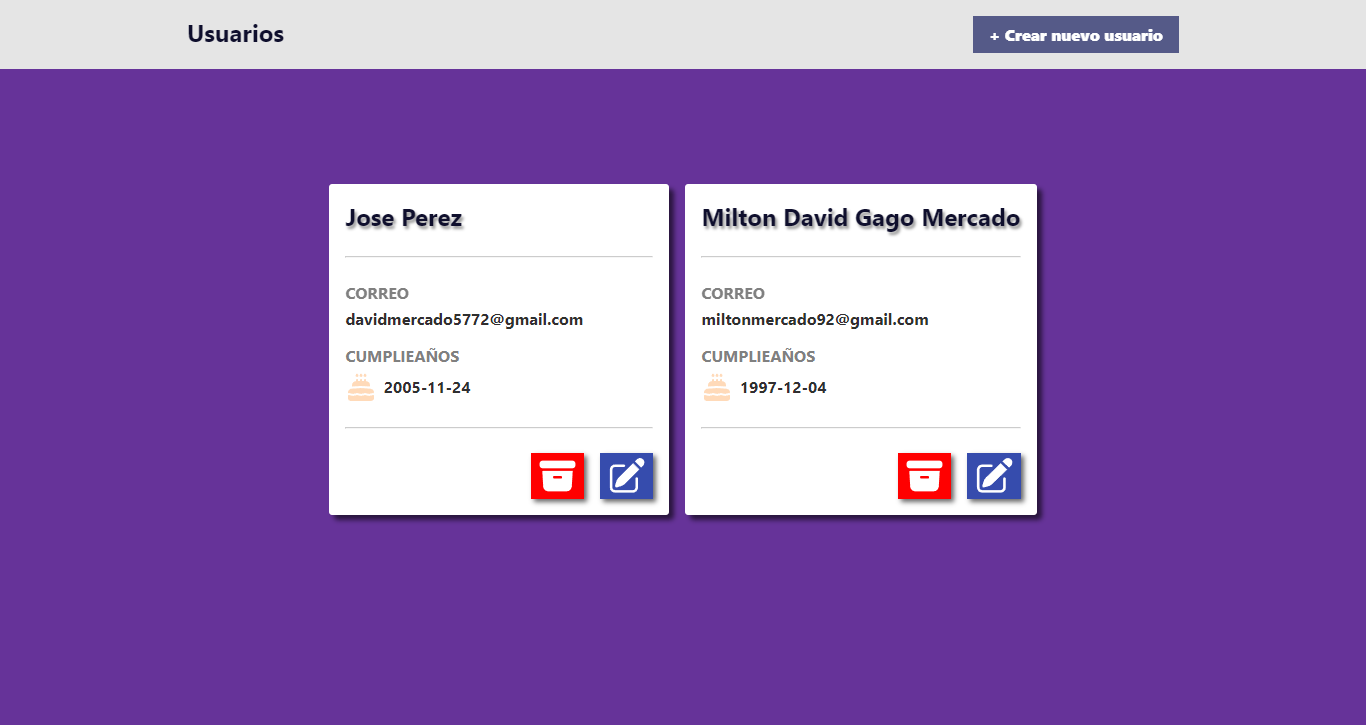 Usuarios
+ Crear nuevo usuario
Jose Perez
CORREO
davidmercado5772@gmail.com
CUMPLIEAÑOS
2005-11-24
Milton David Gago Mercado
CORREO
miltonmercado92@gmail.com
CUMPLIEAÑOS
1997-12-04